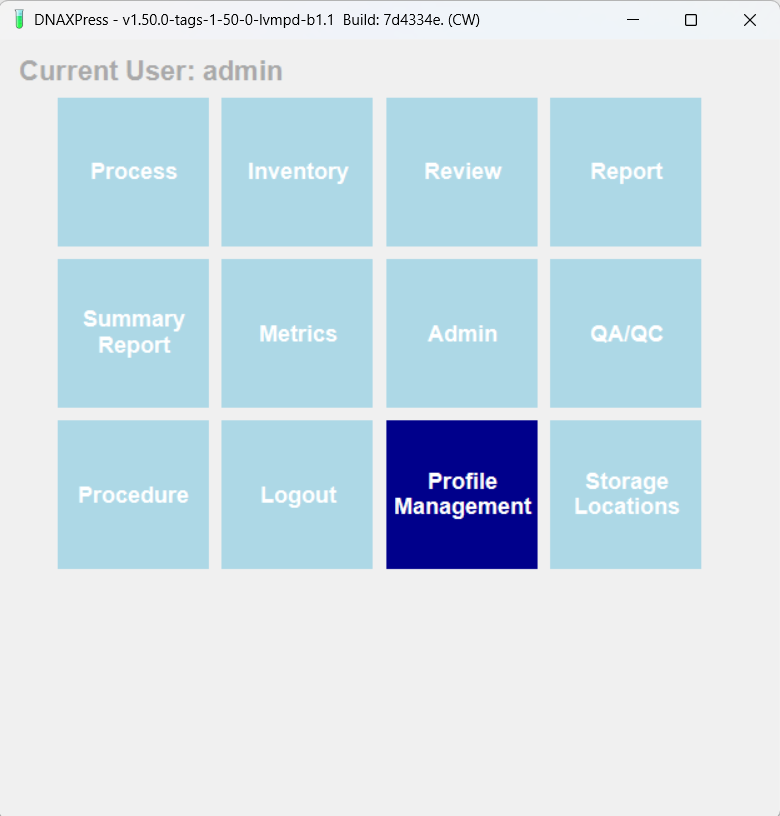 DNAXPress - v1.50.0-tags-1-50-0-lvmpd-b1.1  Build: 7d4334e. (CW)
Current User: admin
Process
Inventory
Review
Report
Summary
Report
Metrics
Admin
QA/QC
Procedure
Logout
Profile
Management
Storage
Locations